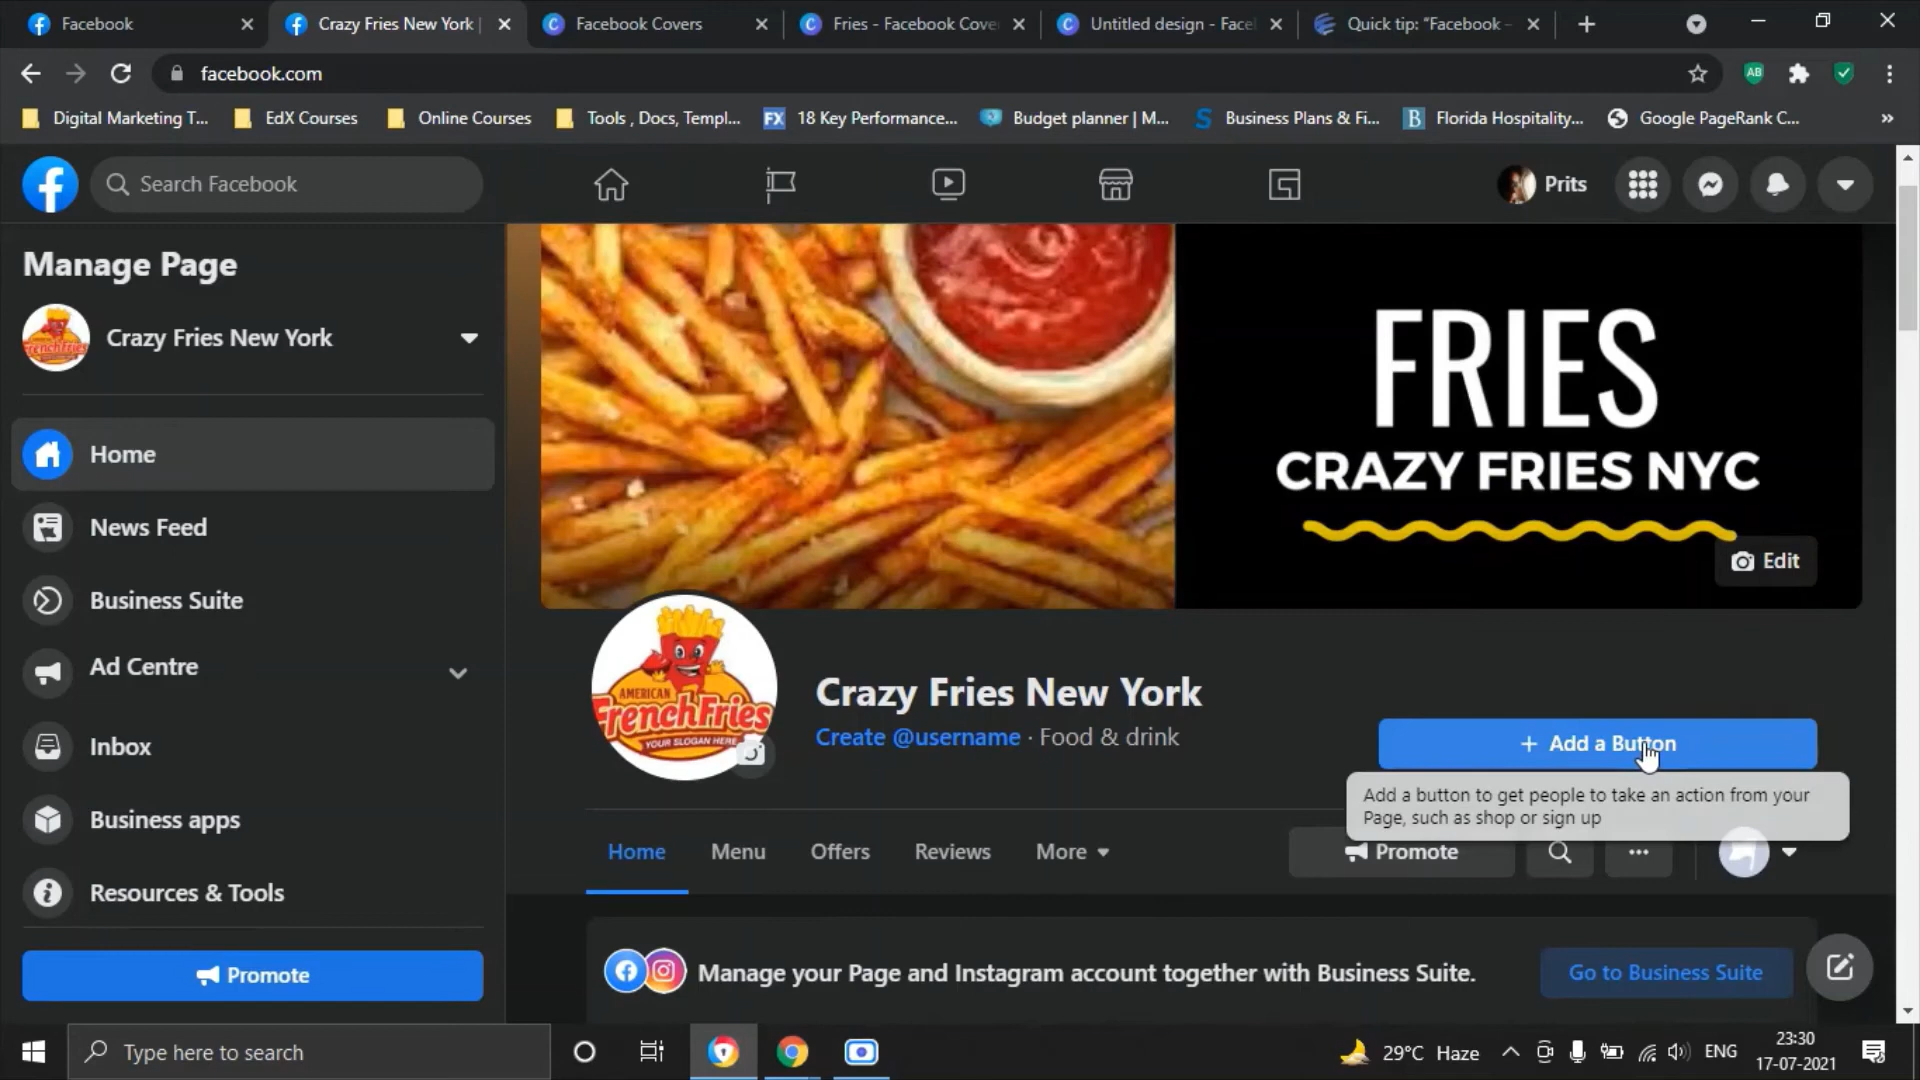 Facebook
Crazy Fries New York |
Facebook Covers
Fries - Facebook Cove
Untitled design - Face
Quick tip: "Facebook -
facebook.com
AB
Digital Marketing T...
EdX Courses
Online Courses
Tools , Docs, Templ...
FX 18 Key Performance...
Budget planner | M...
S Business Plans & Fi...
B Florida Hospitality...
Google PageRank C...
»
Search Facebook
Prits
Manage Page
Crazy Fries New York
Home
News Feed
Business Suite
Ad Centre
Inbox
Business apps
Resources & Tools
Promote
FRIES
CRAZY FRIES NYC
Edit
AMERICAN
FrenchFries
YOUR SLOGAN HERE
Crazy Fries New York
Create @username · Food & drink
+ Add a Button
Add a button to get people to take an action from your
Page, such as shop or sign up
Home
Menu
Offers
Reviews
More
Promote
Manage your Page and Instagram account together with Business Suite.
Go to Business Suite
Type here to search
29°C Haze
ENG
23:30
17-07-2021